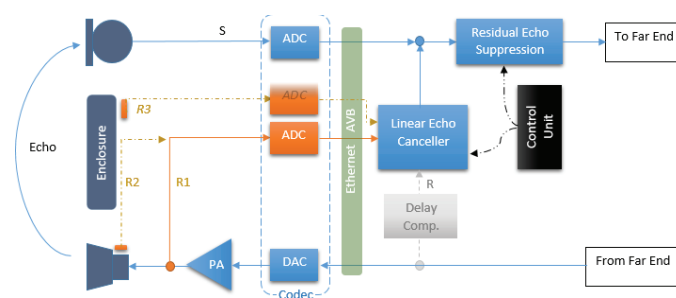 S
ADC
Residual Echo
Suppression
To Far End
ADC
R3
Echo
Enclosure
R2
R1
ADC
Ethernet AVB
Linear Echo
Canceller
Control
Unit
R
Delay
Comp.
PA
DAC
From Far End
Codec